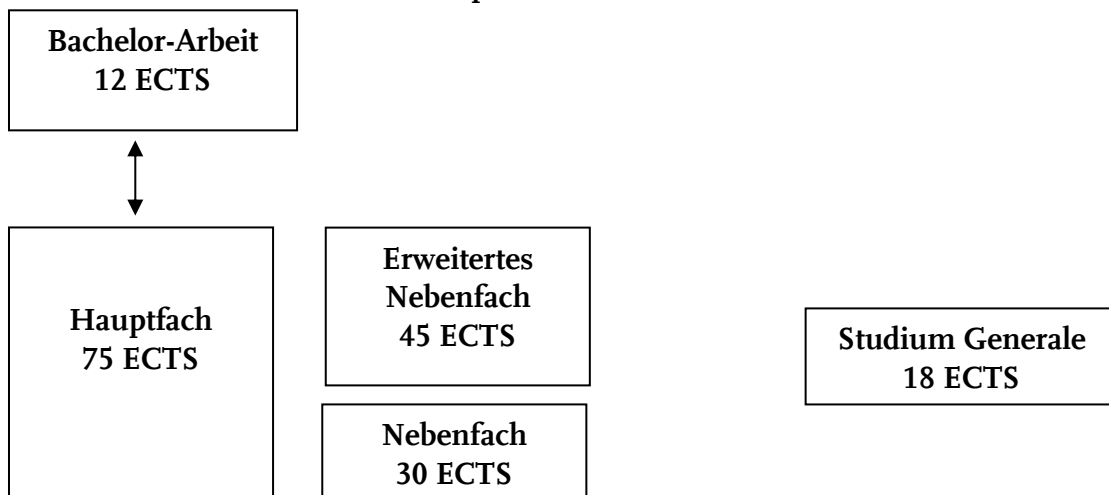 Bachelor-Arbeit
12 ECTS
Hauptfach
75 ECTS
Erweitertes
Nebenfach
45 ECTS
Nebenfach
30 ECTS
Studium Generale
18 ECTS